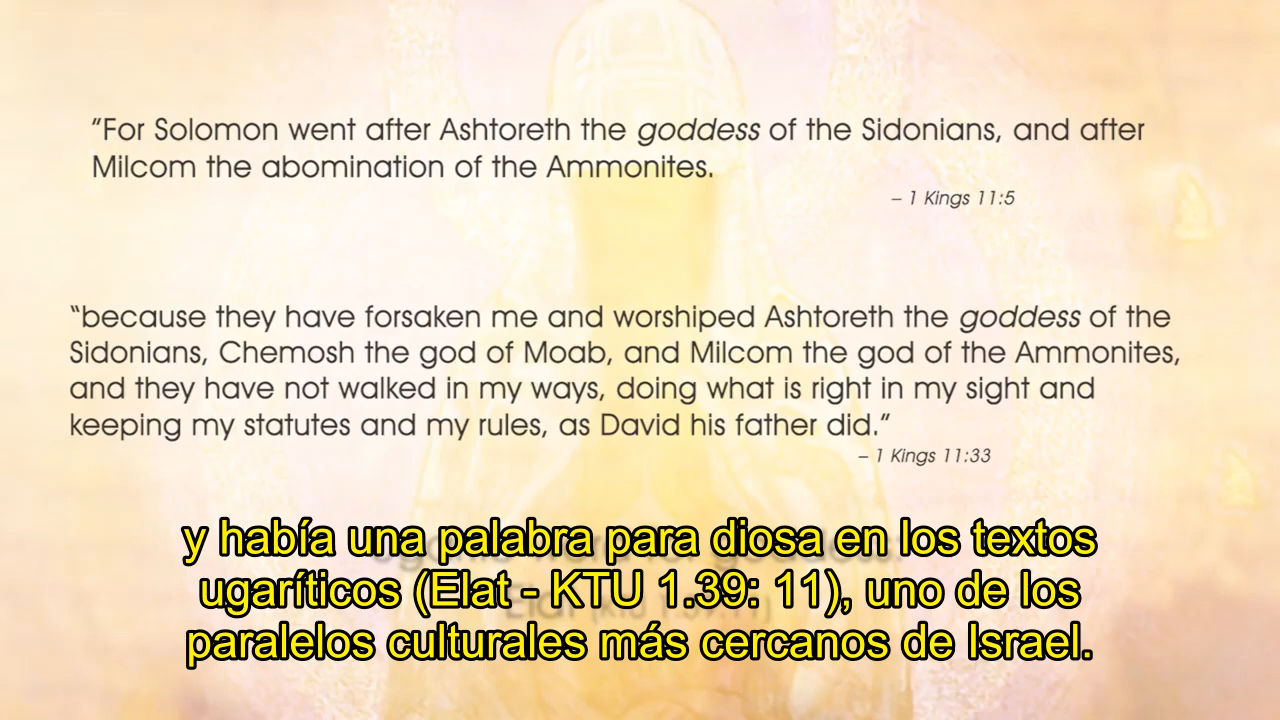 "For Solomon went after Ashtoreth the goddess of the Sidonians, and after
Milcom the abomination of the Ammonites.
– 1 Kings 11:5
"because they have forsaken me and worshiped Ashtoreth the goddess of the
Sidonians, Chemosh the god of Moab, and Milcom the god of the Ammonites,
and they have not walked in my ways, doing what is right in my sight and
keeping my statutes and my rules, as David his father did."
– 1 Kings 11:33
y había una palabra para diosa en los textos
ugaríticos (Elat - KTU 1.39: 11), uno de los
paralelos culturales más cercanos de Israel.